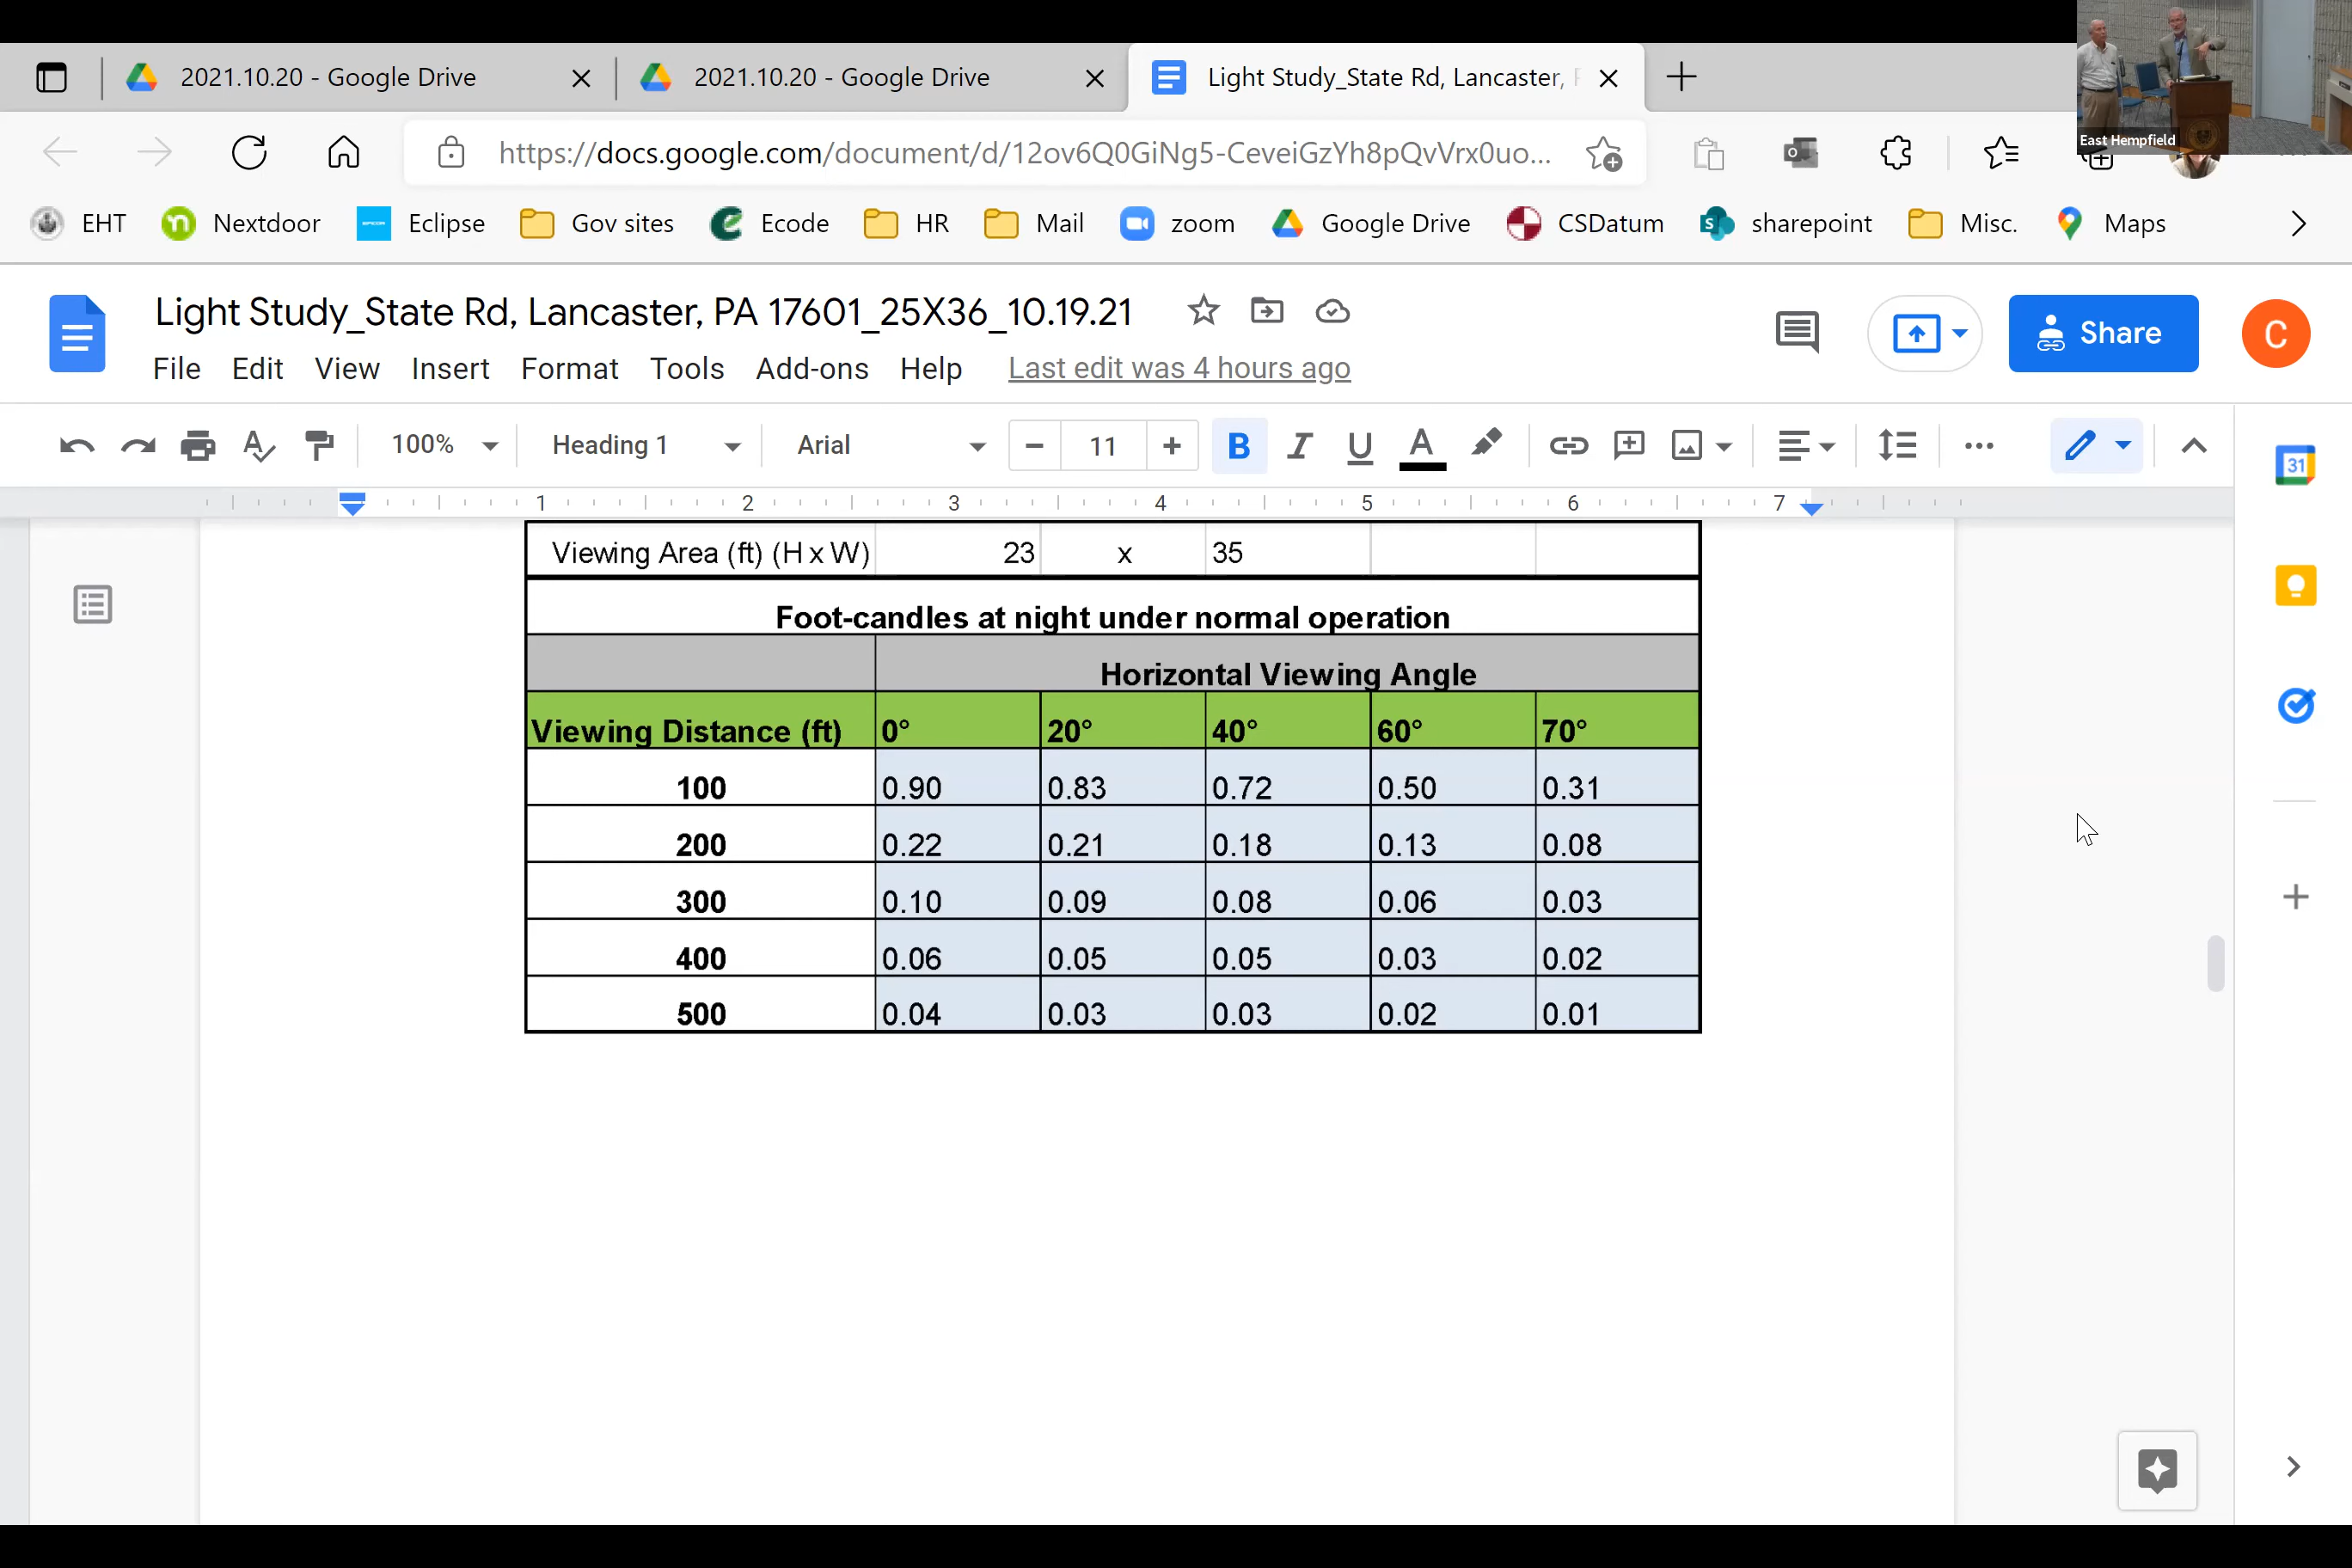 2021.10.20 - Google Drive
2021.10.20 - Google Drive
Light Study_State Rd, Lancaster,
https://docs.google.com/document/d/12ov6Q0GiNg5-CeveiGzYh8pQvVrx0uo...
East Hempfield
EHT Nextdoor Eclipse Gov sites Ecode HR Mail zoom Google Drive CSDatum sharepoint Misc. Maps
Light Study_State Rd, Lancaster, PA 17601_25X36_10.19.21
Share
C
File Edit View Insert Format Tools Add-ons Help Last edit was 4 hours ago
100% Heading 1 Arial 11 B I U A
31
1 2 3 4 5 6 7
Viewing Area (ft) (H x W) 23 x 35
Foot-candles at night under normal operation
Horizontal Viewing Angle
Viewing Distance (ft) 0° 20° 40° 60° 70°
100 0.90 0.83 0.72 0.50 0.31
200 0.22 0.21 0.18 0.13 0.08
300 0.10 0.09 0.08 0.06 0.03
400 0.06 0.05 0.05 0.03 0.02
500 0.04 0.03 0.03 0.02 0.01